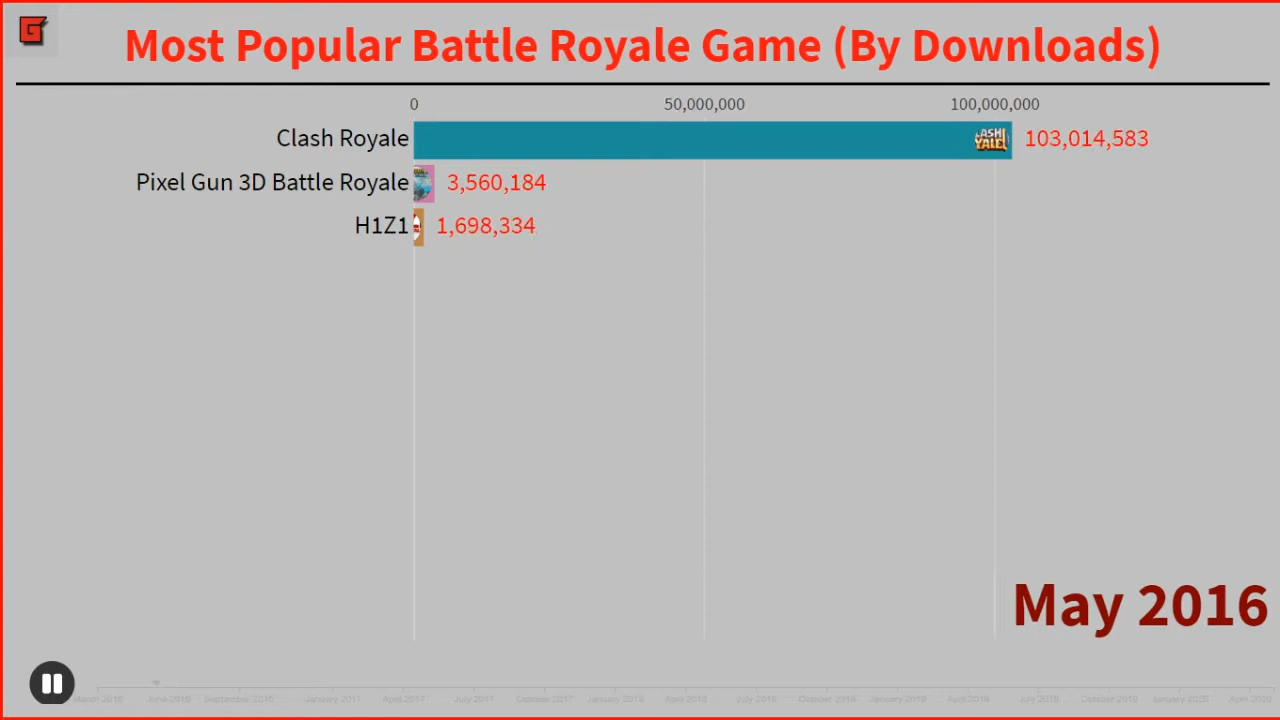 Most Popular Battle Royale Game (By Downloads)
0 50,000,000 100,000,000
Clash Royale 103,014,583
Pixel Gun 3D Battle Royale 3,560,184
H1Z1 1,698,334
May 2016